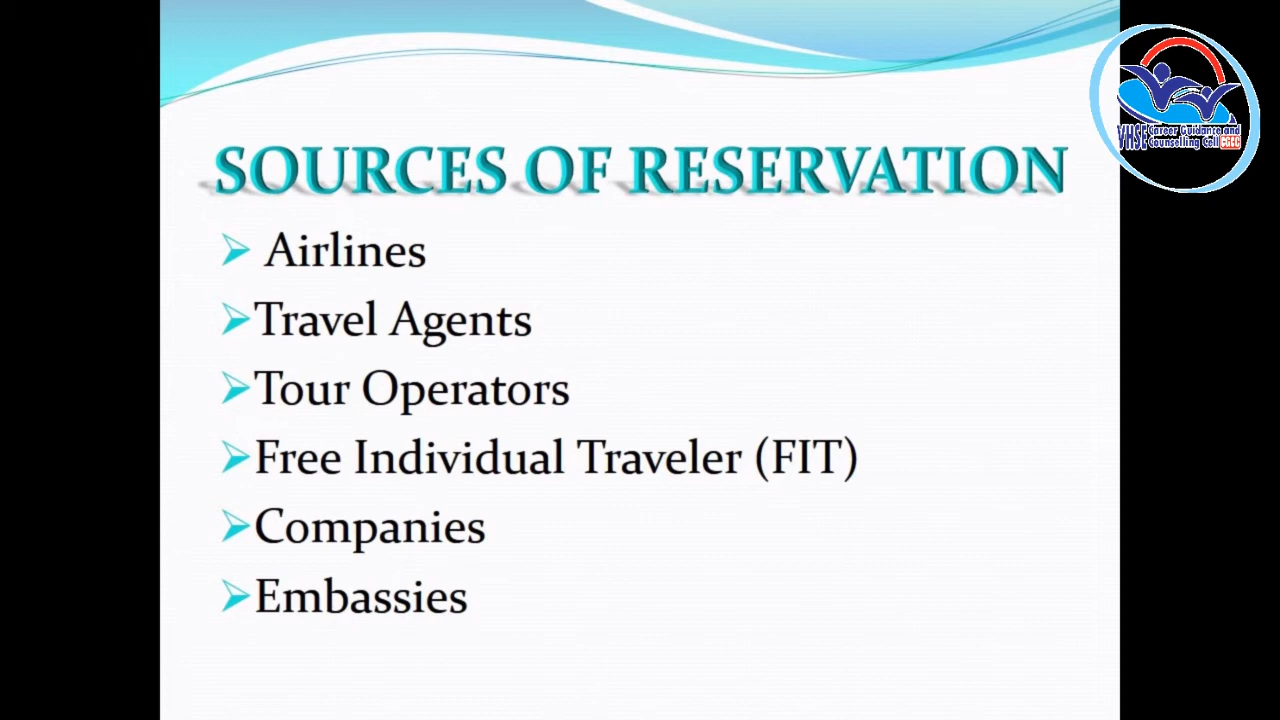 SOURCES OF RESERVATION
Airlines
Travel Agents
Tour Operators
Free Individual Traveler (FIT)
Companies
Embassies
VHSE Career Guidance and
Counselling Cell CGCC